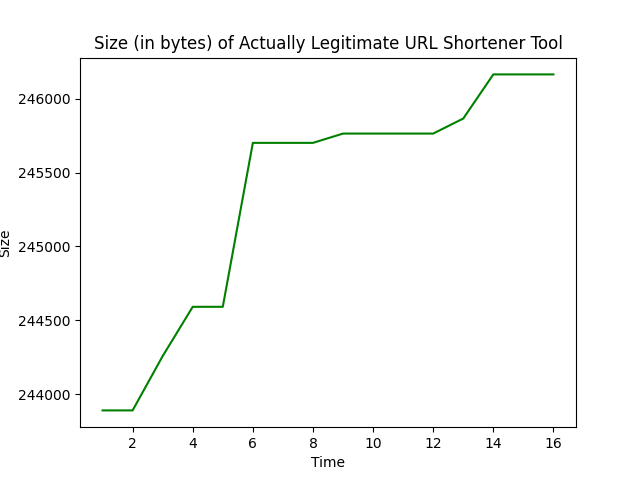 Size (in bytes) of Actually Legitimate URL Shortener Tool
246000
245500
245000
244500
244000
Size
2 4 6 8 10 12 14 16
Time